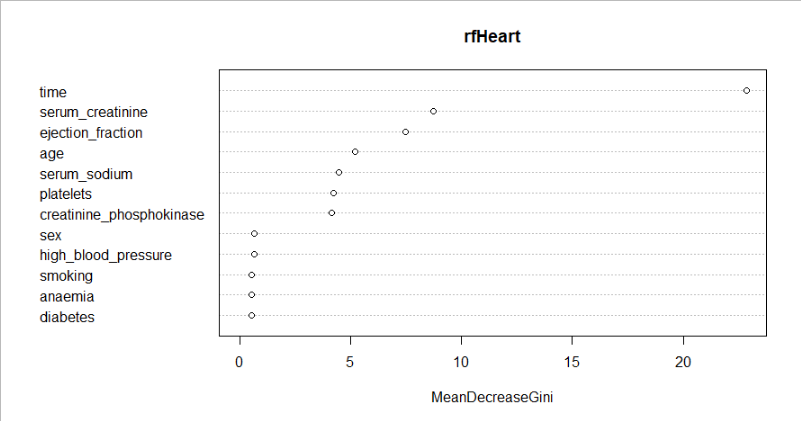 rfHeart
time
serum_creatinine
ejection_fraction
age
serum_sodium
platelets
creatinine_phosphokinase
sex
high_blood_pressure
smoking
anaemia
diabetes
0 5 10 15 20
MeanDecreaseGini